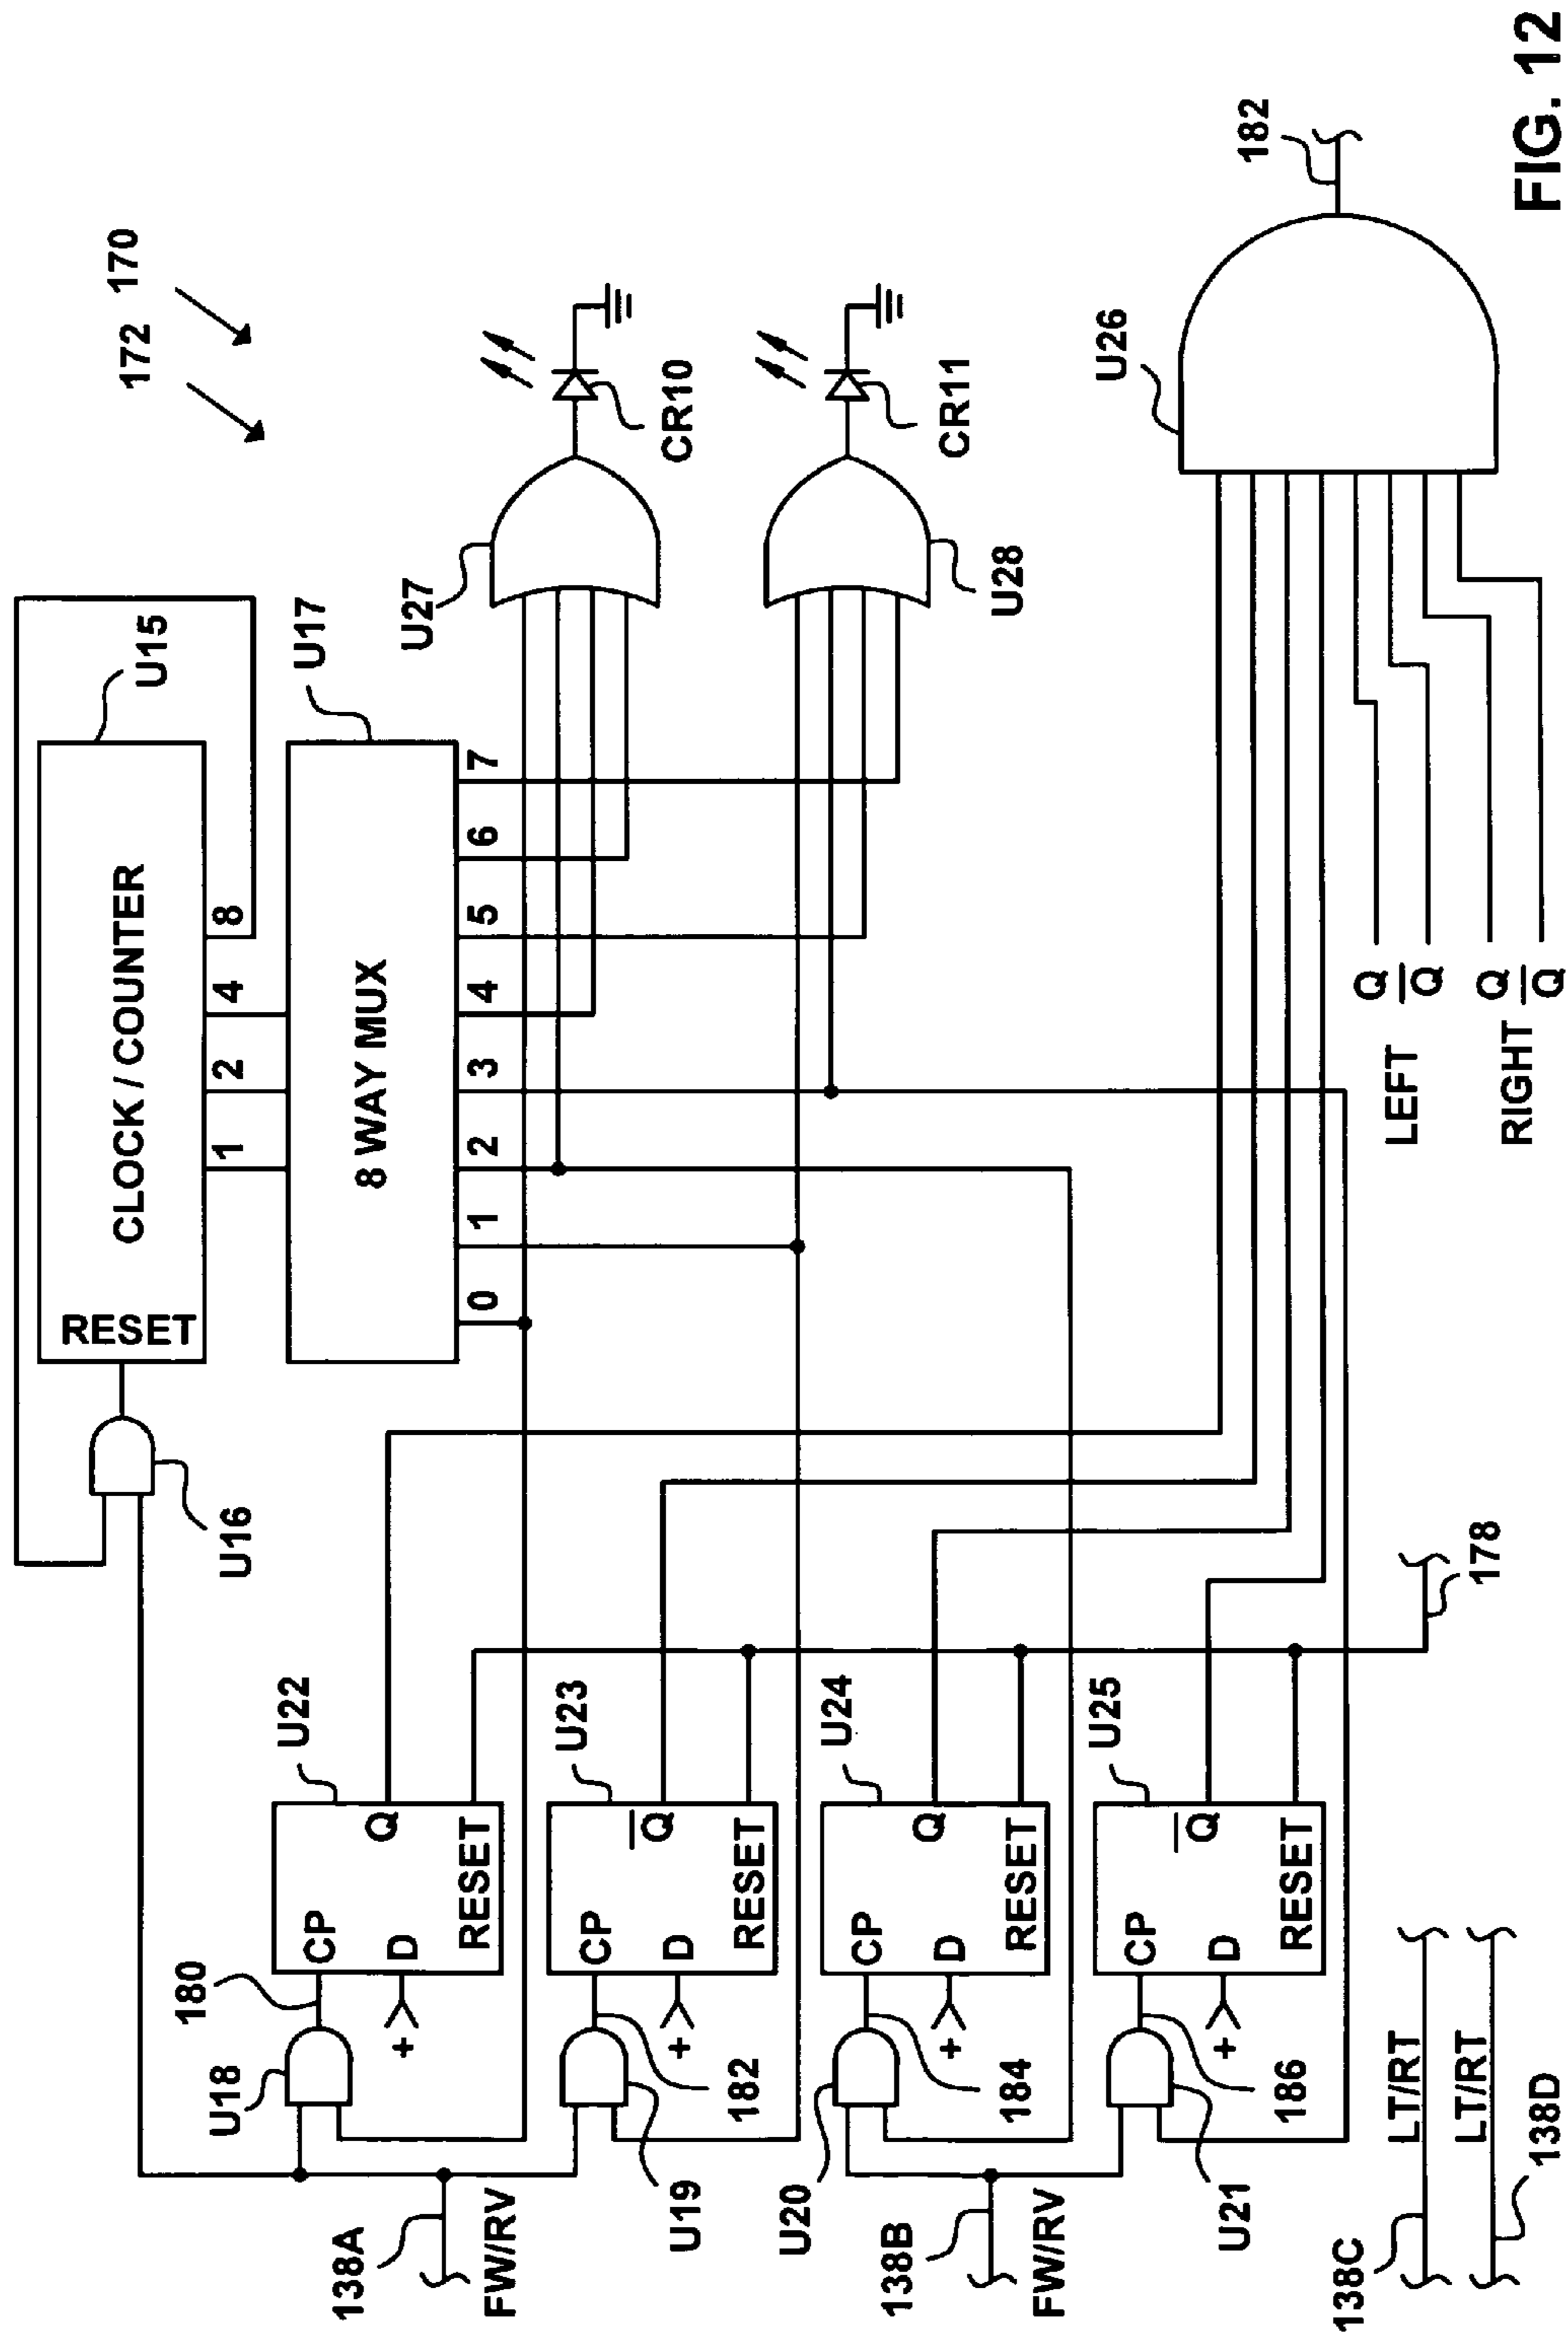 172 170
U15
CLOCK / COUNTER
RESET
1 2 4 8
U16
U17
8 WAY MUX
0 1 2 3 4 5 6 7
U27
CR10
U28
CR11
U26
182
U18
180
CP
D
Q
RESET
U22
+
138A
FW/RV
U19
182
CP
D
Q
RESET
U23
+
U20
184
CP
D
Q
RESET
U24
+
138B
FW/RV
U21
186
CP
D
Q
RESET
U25
+
178
LEFT
Q
Q
RIGHT
Q
Q
138C
LT/RT
LT/RT
138D
FIG. 12